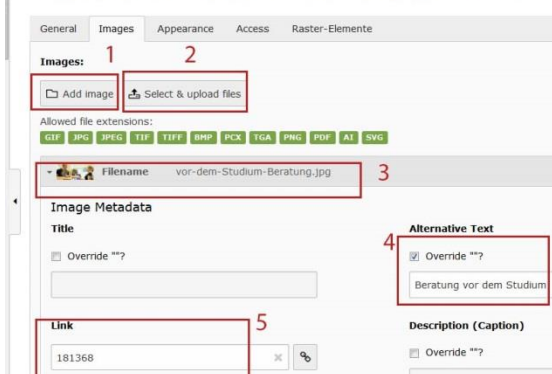 General Images Appearance Access Raster-Elemente
1 2
Images:
Add image Select & upload files
Allowed file extensions:
GIF JPG JPEG TIF TIFF BMP PCX TGA PNG PDF AI SVG
Filename vor-dem-Studium-Beratung.jpg 3
Image Metadata
Title Alternative Text
4
Override ""? Override ""?
Beratung vor dem Studium
Link 5 Description (Caption)
181368 Override ""?